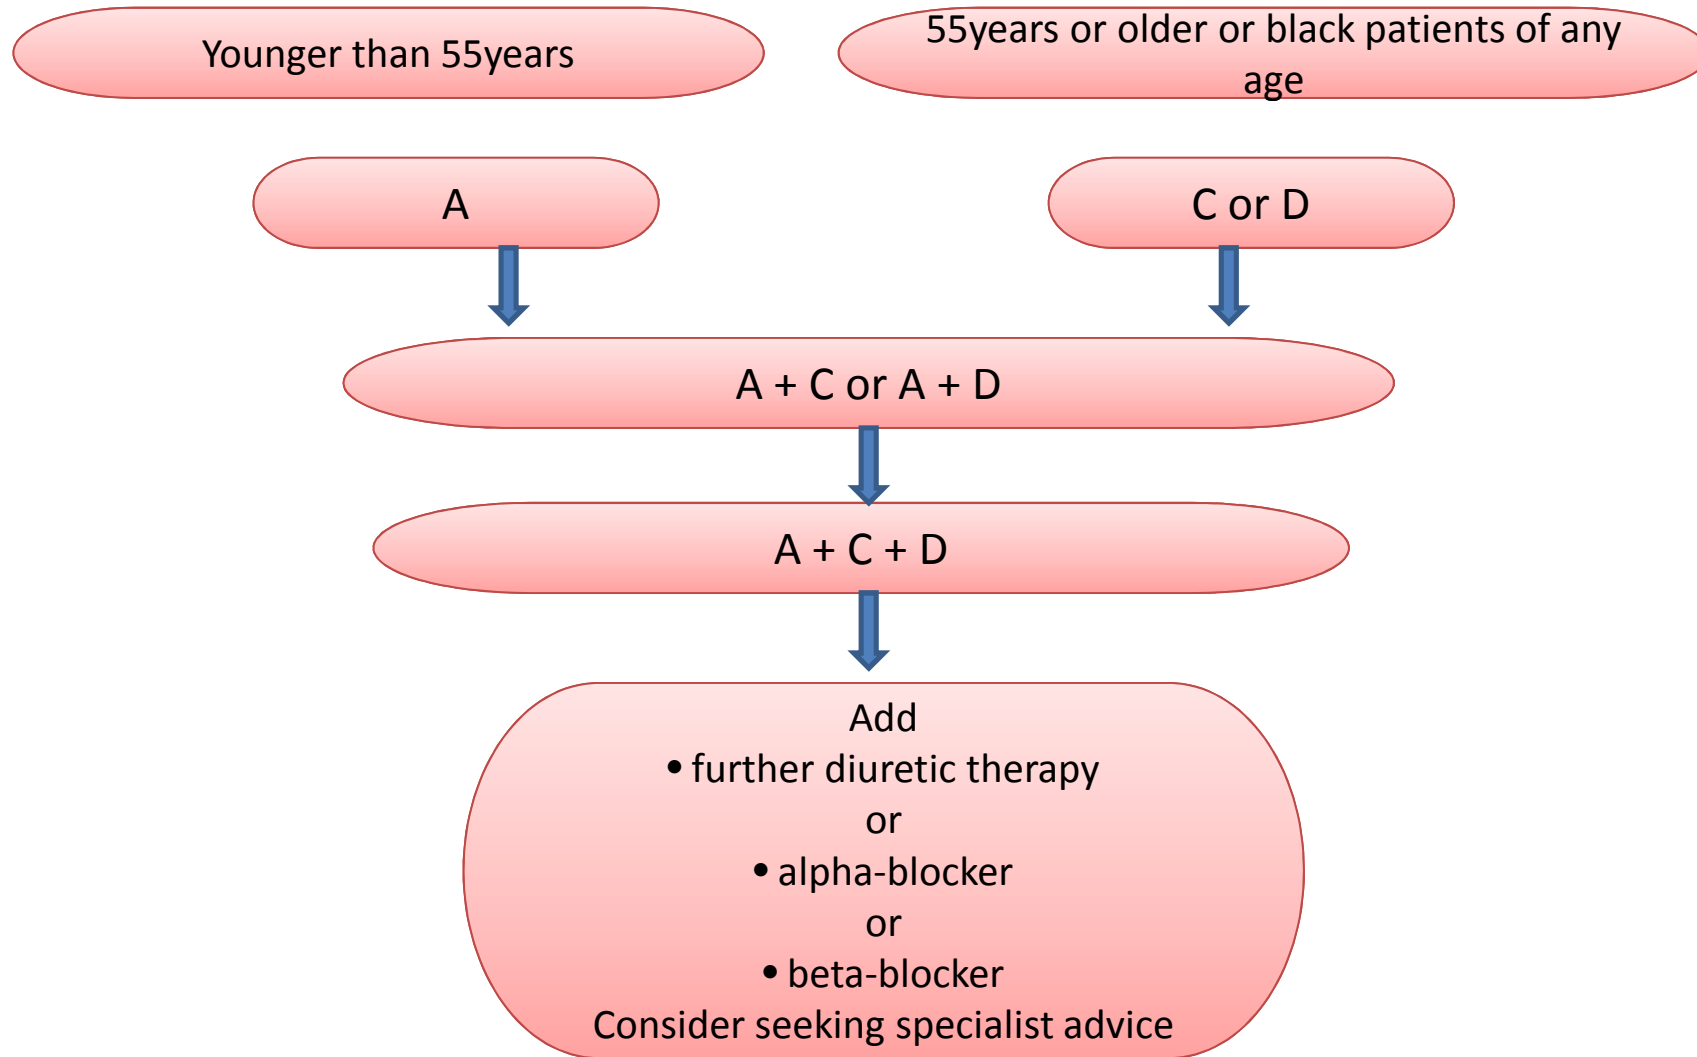 Younger than 55years
55years or older or black patients of any
age
A
C or D
A + C or A + D
A + C + D
Add
• further diuretic therapy
or
• alpha-blocker
or
• beta-blocker
Consider seeking specialist advice